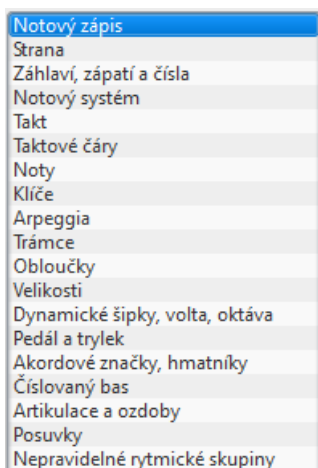 Notový zápis
Strana
Záhlaví, zápatí a čísla
Notový systém
Takt
Taktové čáry
Noty
Klíče
Arpeggia
Trámce
Obloučky
Velikosti
Dynamické šipky, volta, oktáva
Pedál a trylek
Akordové značky, hmatníky
Číslovaný bas
Artikulace a ozdoby
Posuvky
Nepravidelné rytmické skupiny